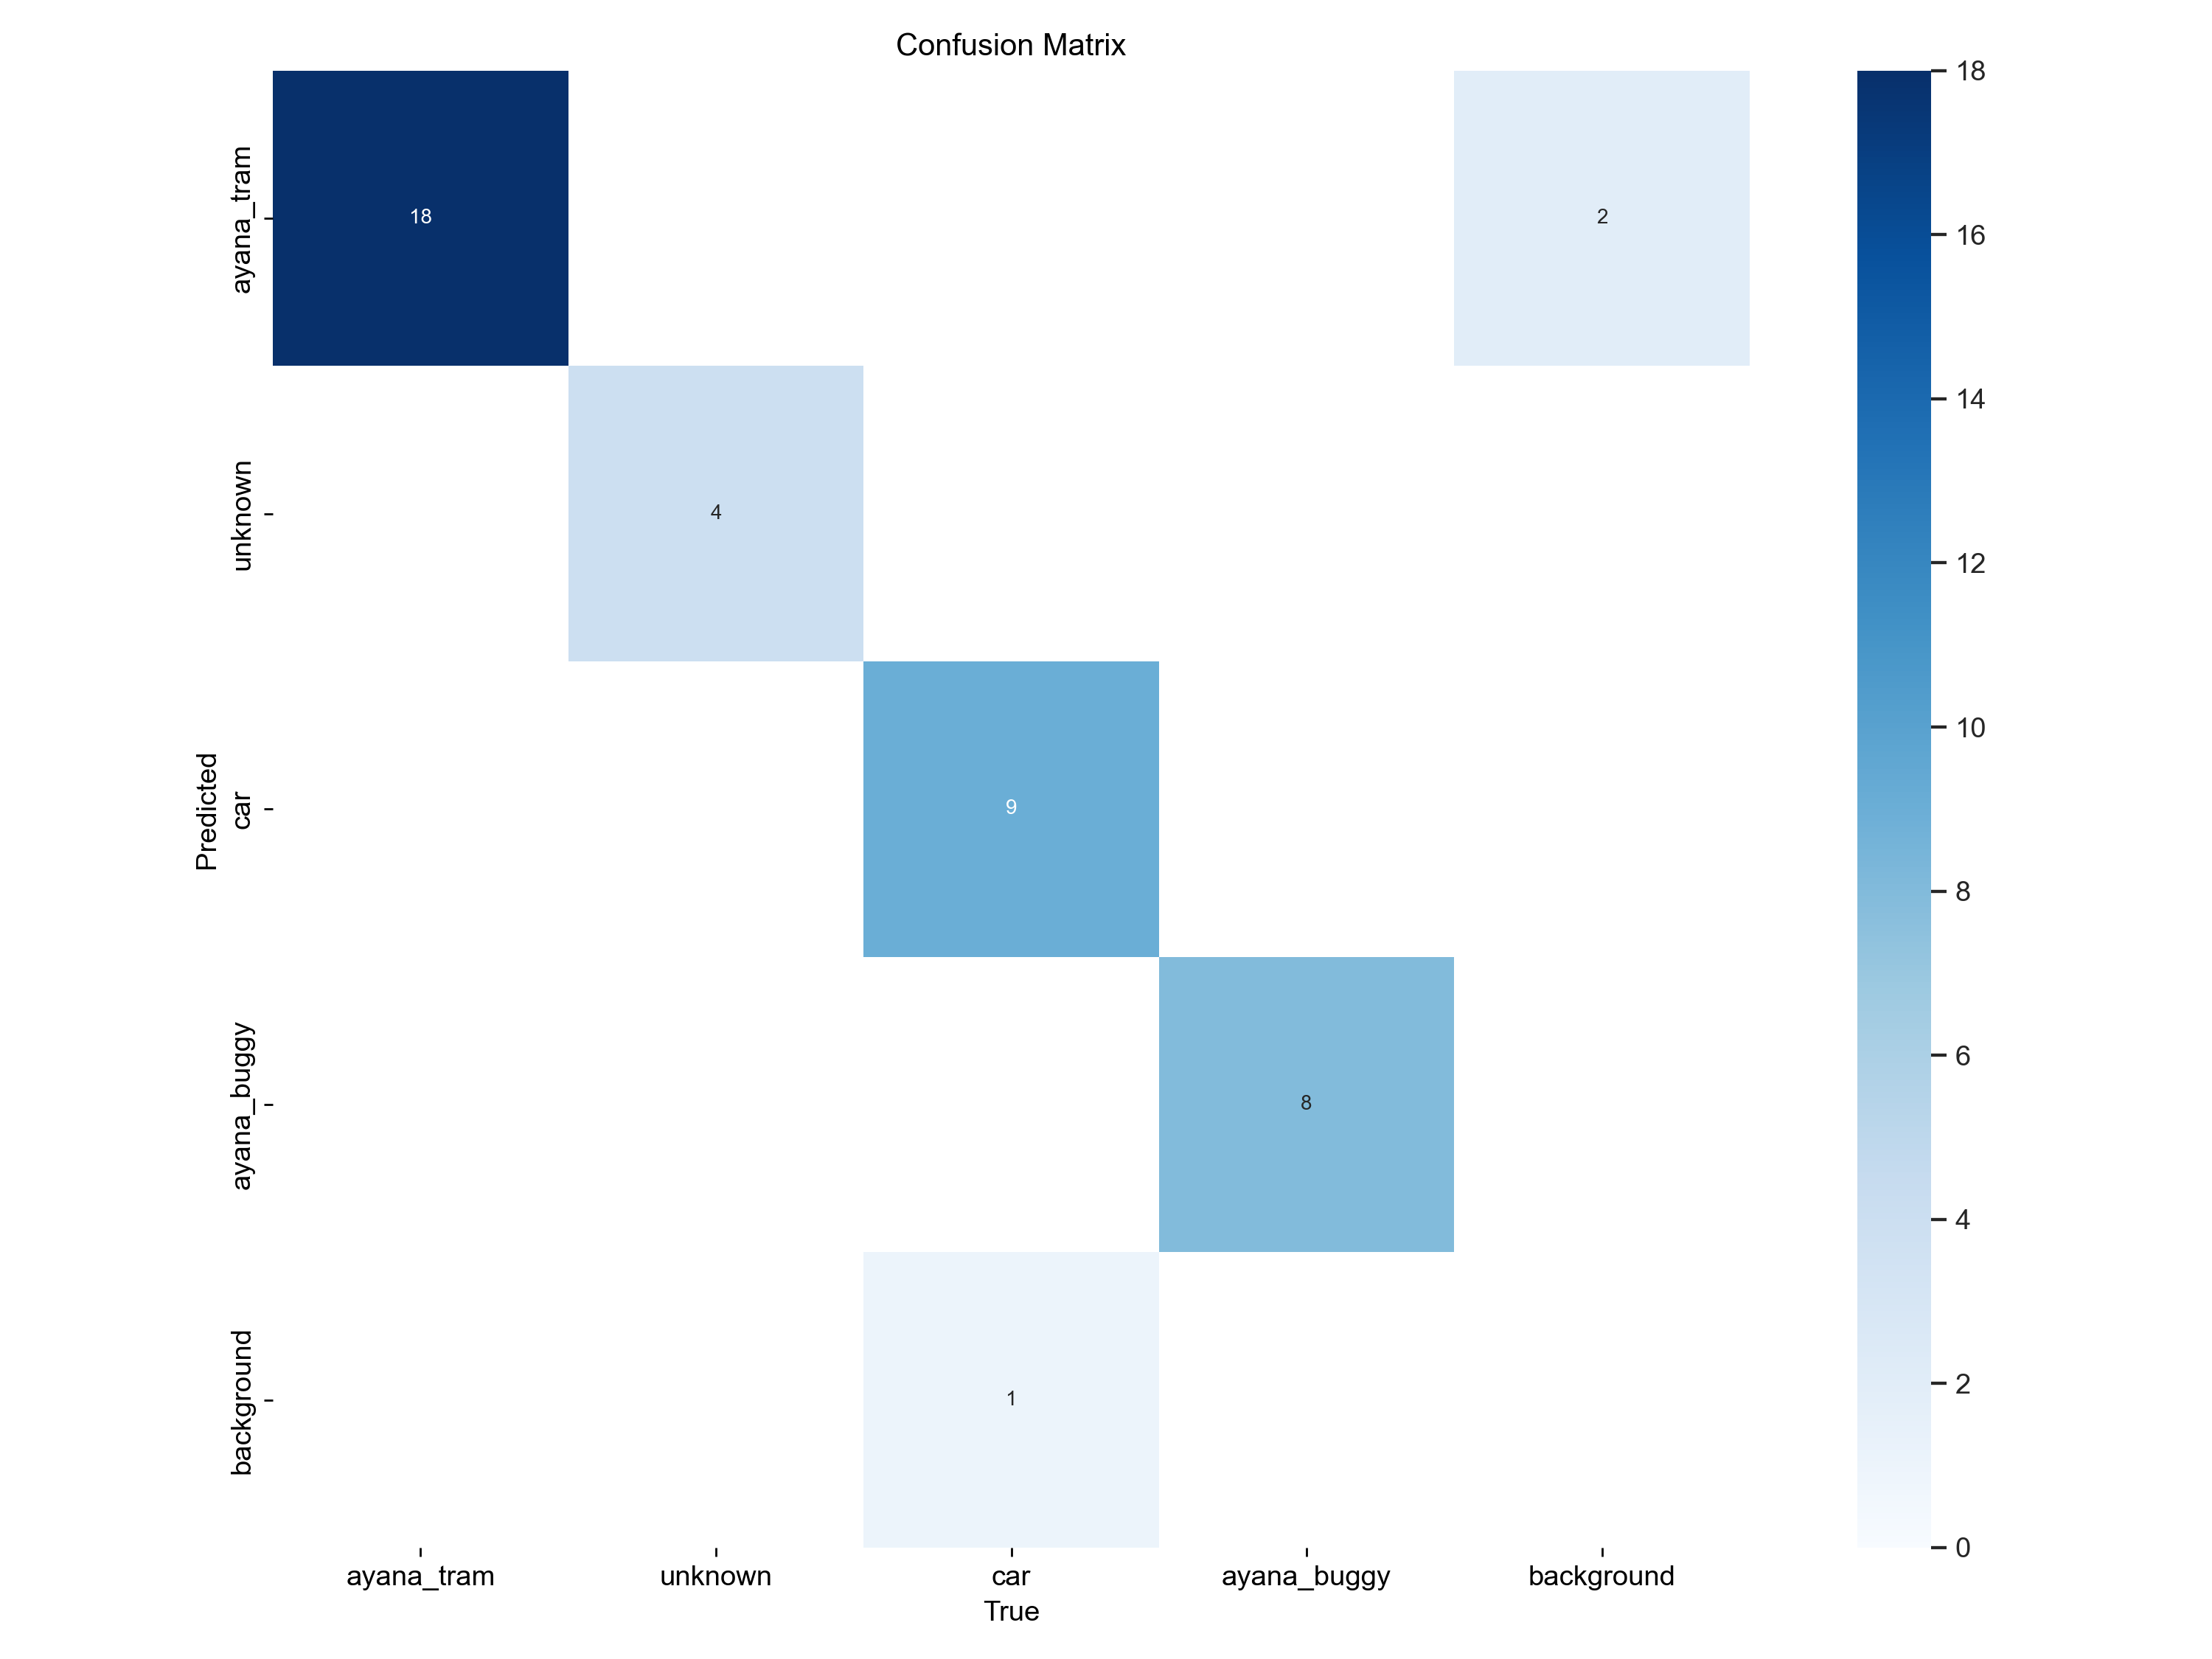 Confusion Matrix
Predicted
ayana_tram
unknown
car
ayana_buggy
background
18
2
4
9
8
1
ayana_tram
unknown
car
ayana_buggy
background
True
18
16
14
12
10
8
6
4
2
0